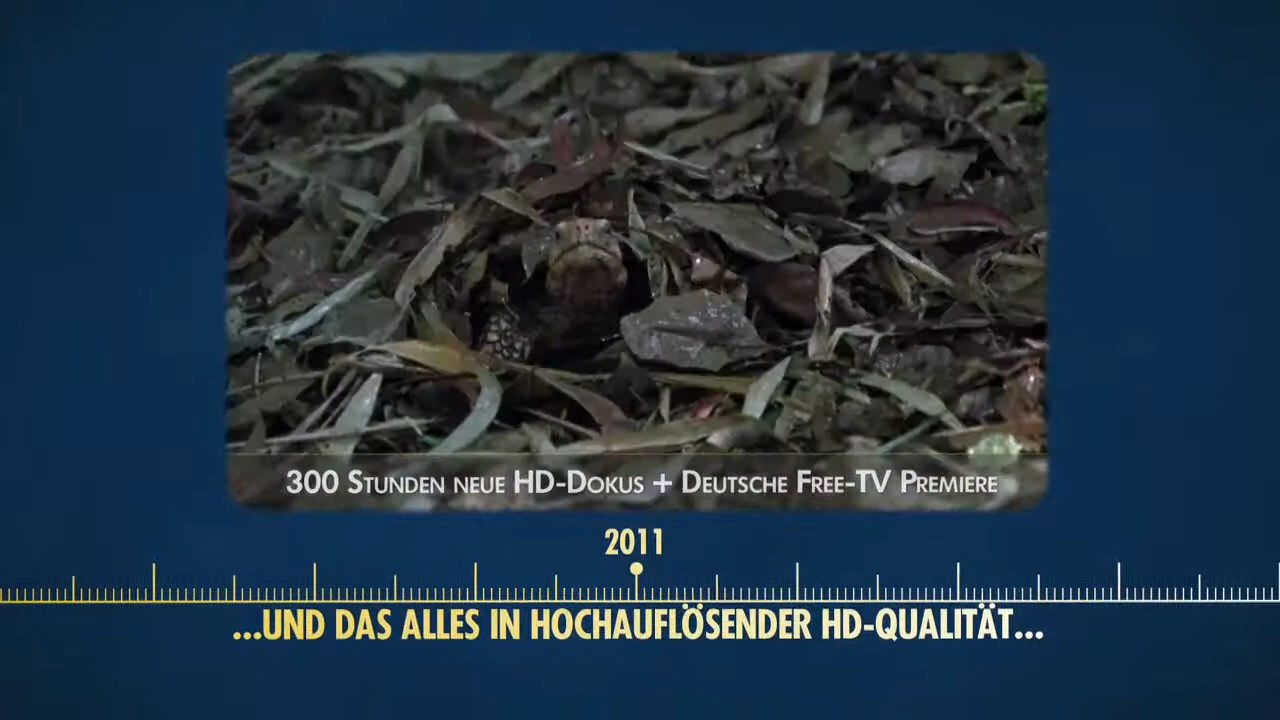 300 Stunden neue HD-Dokus + Deutsche Free-TV Premiere
2011
...UND DAS ALLES IN HOCHAUFLÖSENDER HD-QUALITÄT...